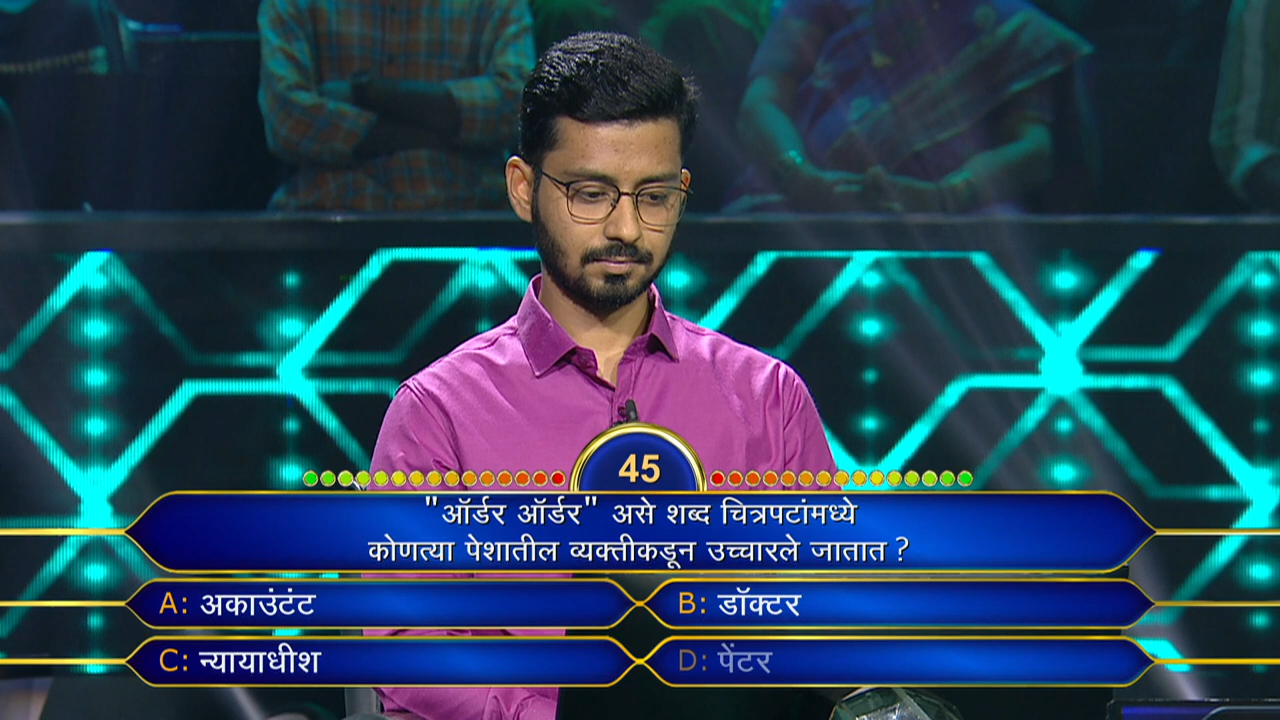 45
"ऑर्डर ऑर्डर" असे शब्द चित्रपटांमध्ये
कोणत्या पेशातील व्यक्तीकडून उच्चारले जातात ?
A: अकाउंटंट
B: डॉक्टर
C: न्यायाधीश
D: पेंटर